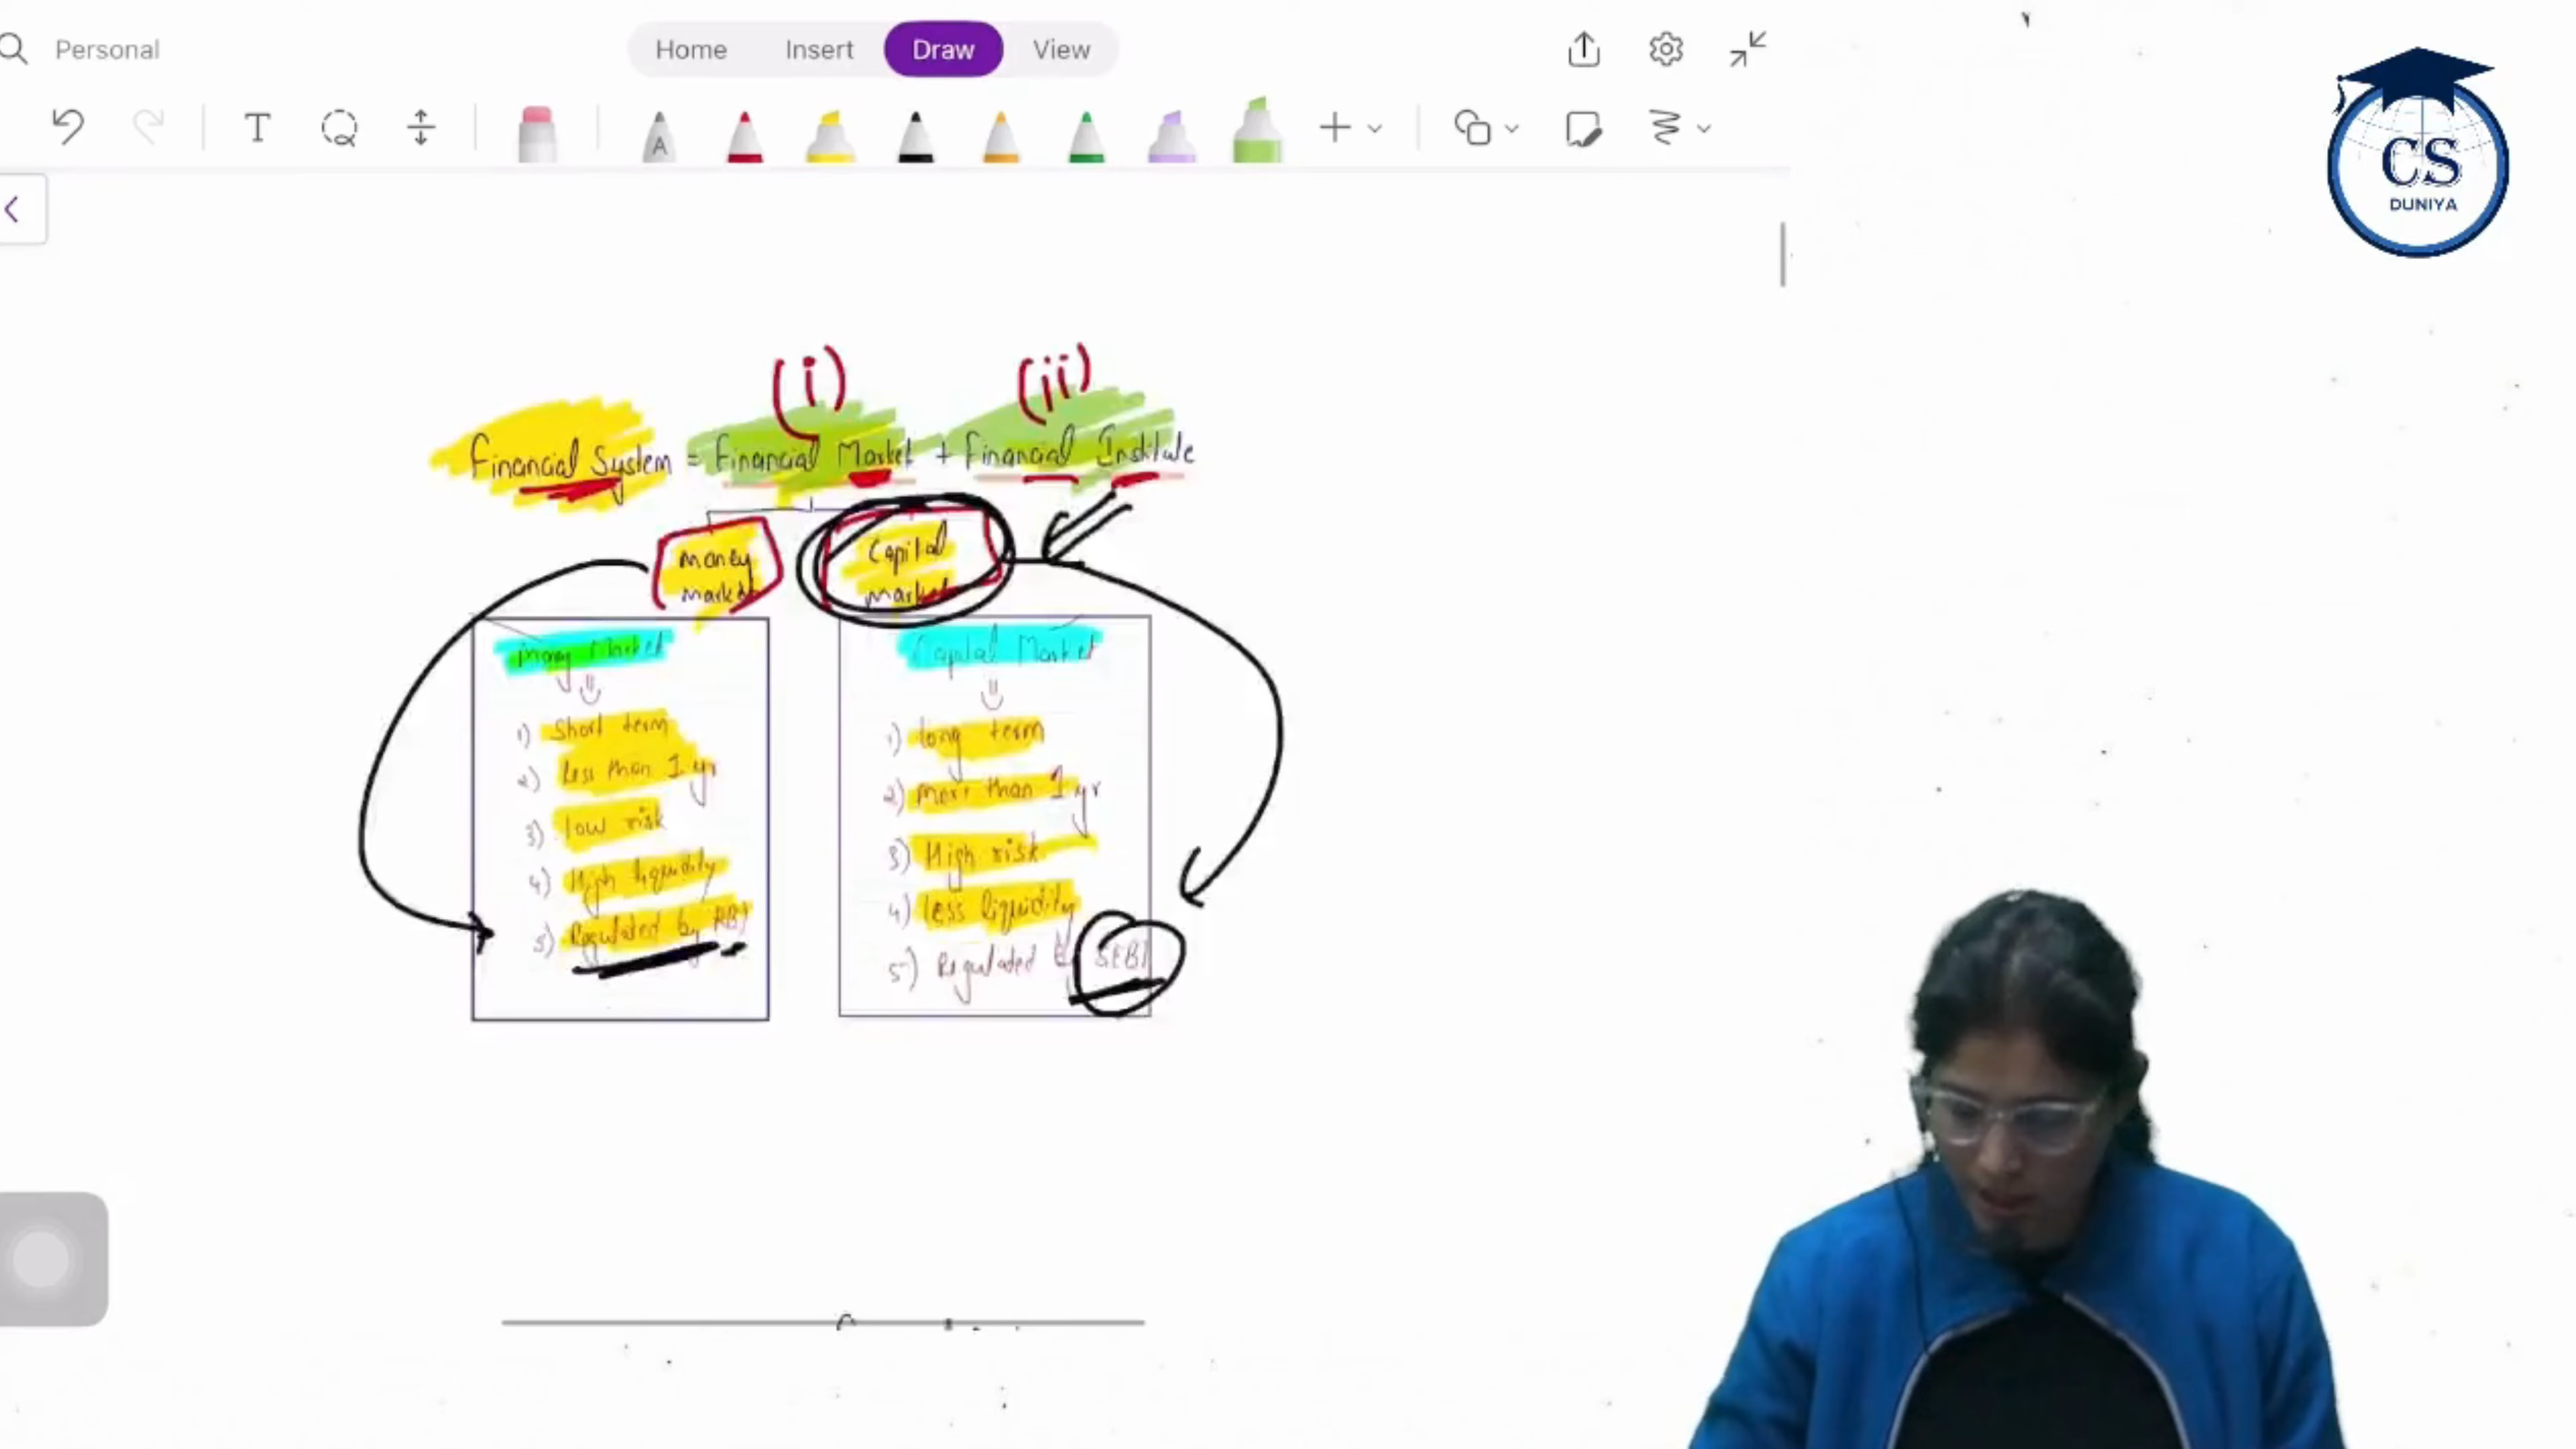 Personal
Home Insert Draw View
T
A
CS
DUNIYA
(i) (ii)
Financial System = Financial Market + Financial Institute
Money Market
Capital Market
Money Market
1) Short term
2) Less than 1 yr
3) low risk
4) High liquidity
5) Regulated by RBI
Capital Market
1) long term
2) More than 1 yr
3) High risk
4) less liquidity
5) Regulated by SEBI